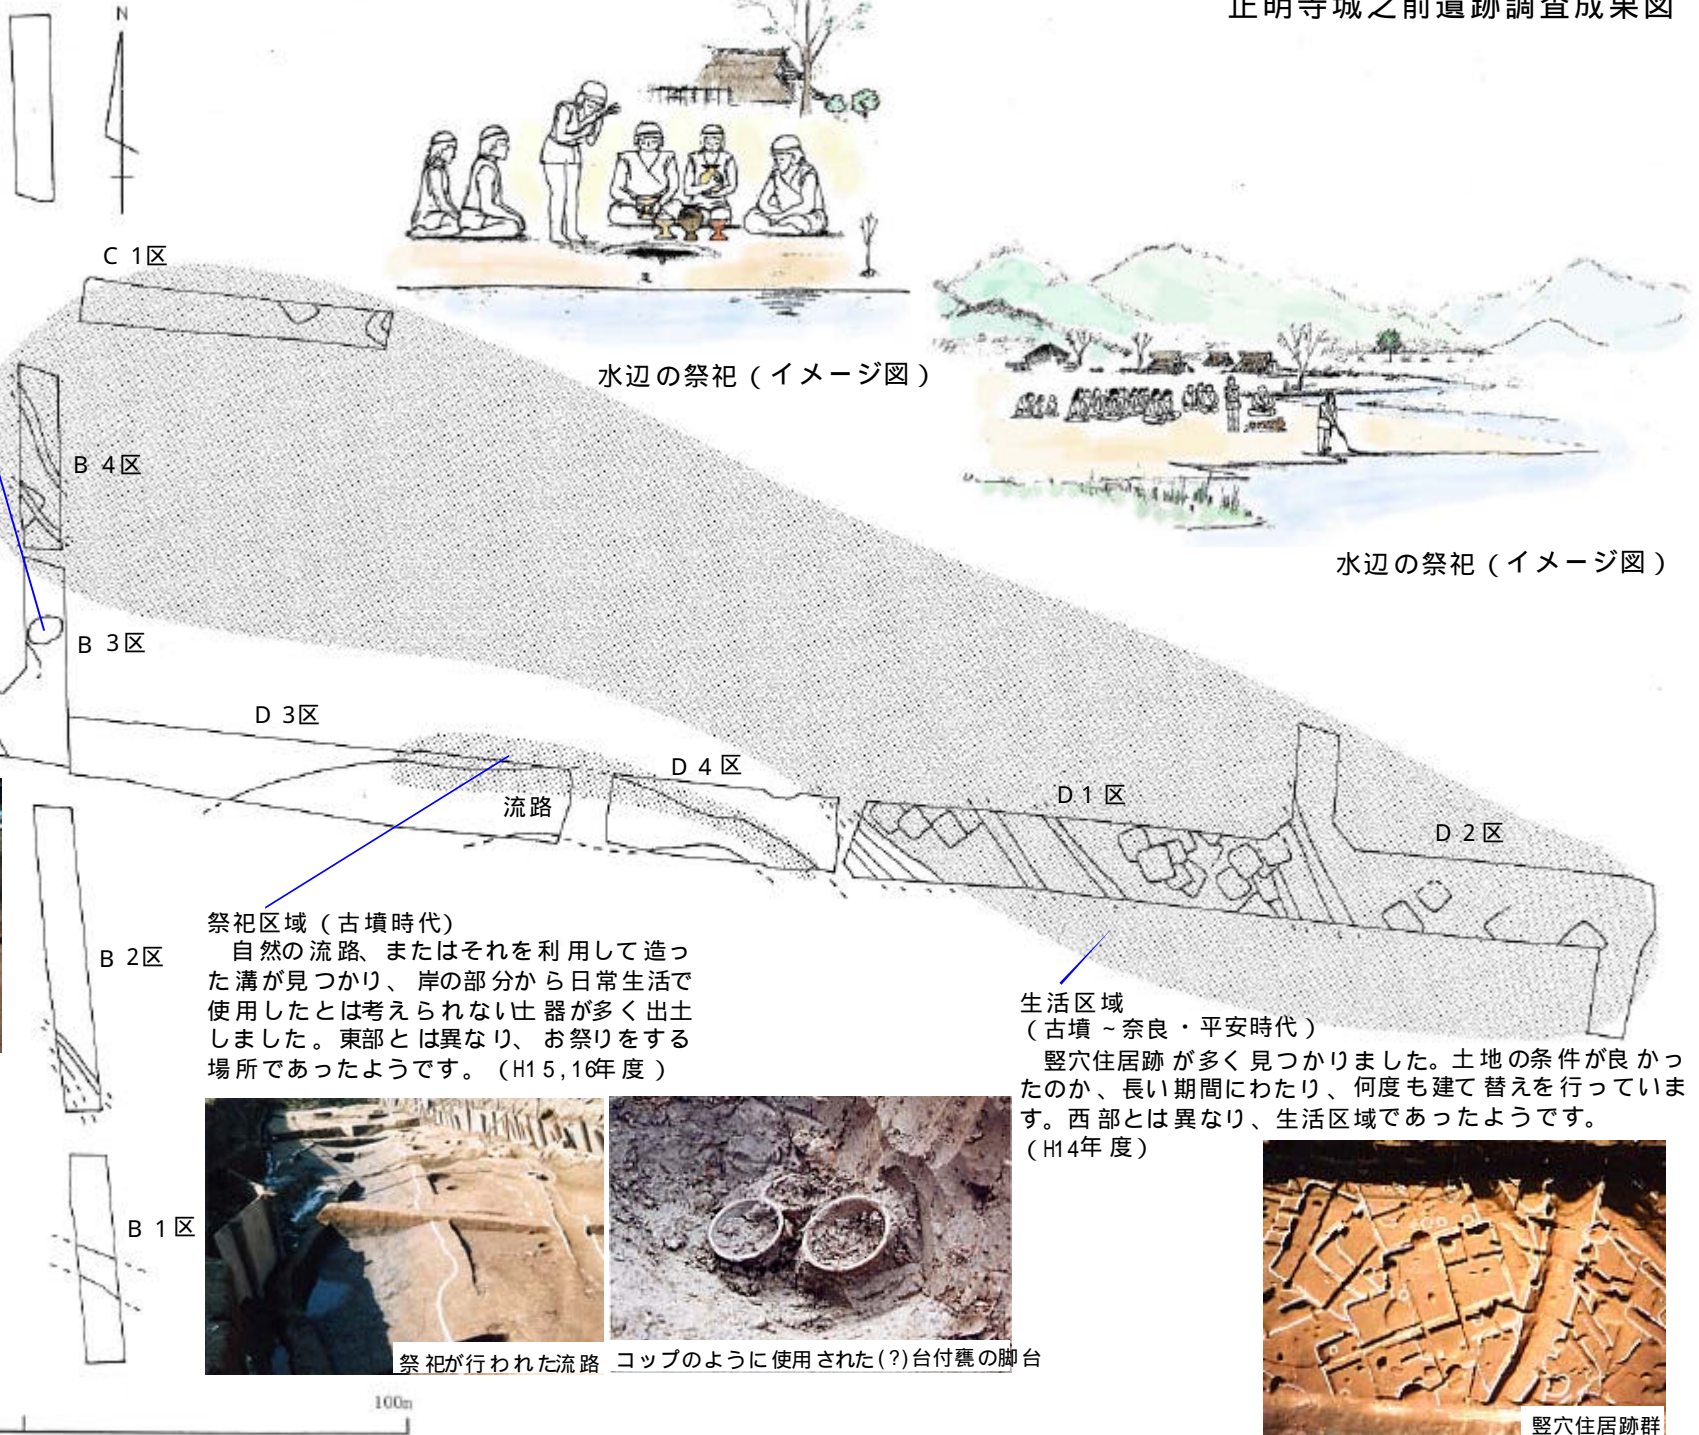 正明寺城之前遺跡調査成果図
N
C 1区
水辺の祭祀（イメージ図）
B 4区
水辺の祭祀（イメージ図）
B 3区
D 3区
D 4区
流路
D 1区
D 2区
祭祀区域（古墳時代）
自然の流路、またはそれを利用して造っ
た溝が見つかり、岸の部分から日常生活で
使用したとは考えられない土器が多く出土
しました。東部とは異なり、お祭りをする
場所であったようです。（H15,16年度）
B 2区
生活区域
（古墳～奈良・平安時代）
竪穴住居跡が多く見つかりました。土地の条件が良かっ
たのか、長い期間にわたり、何度も建て替えを行っていま
す。西部とは異なり、生活区域であったようです。
（H14年度）
B 1区
祭祀が行われた流路
コップのように使用された(?)台付甕の脚台
竪穴住居跡群
100m